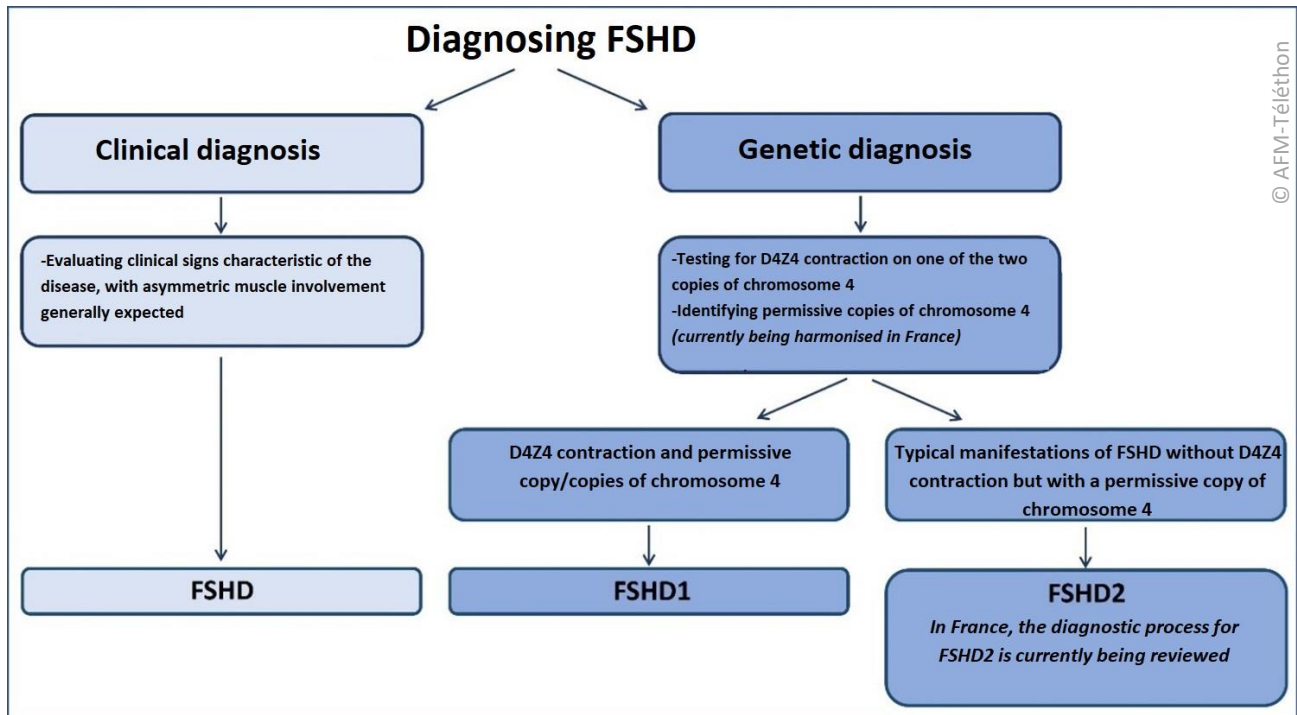 Diagnosing FSHD
© AFM-Téléthon
Clinical diagnosis
-Evaluating clinical signs characteristic of the
disease, with asymmetric muscle involvement
generally expected
FSHD
Genetic diagnosis
-Testing for D4Z4 contraction on one of the two
copies of chromosome 4
-Identifying permissive copies of chromosome 4
(currently being harmonised in France)
D4Z4 contraction and permissive
copy/copies of chromosome 4
FSHD1
Typical manifestations of FSHD without D4Z4
contraction but with a permissive copy of
chromosome 4
FSHD2
In France, the diagnostic process for
FSHD2 is currently being reviewed